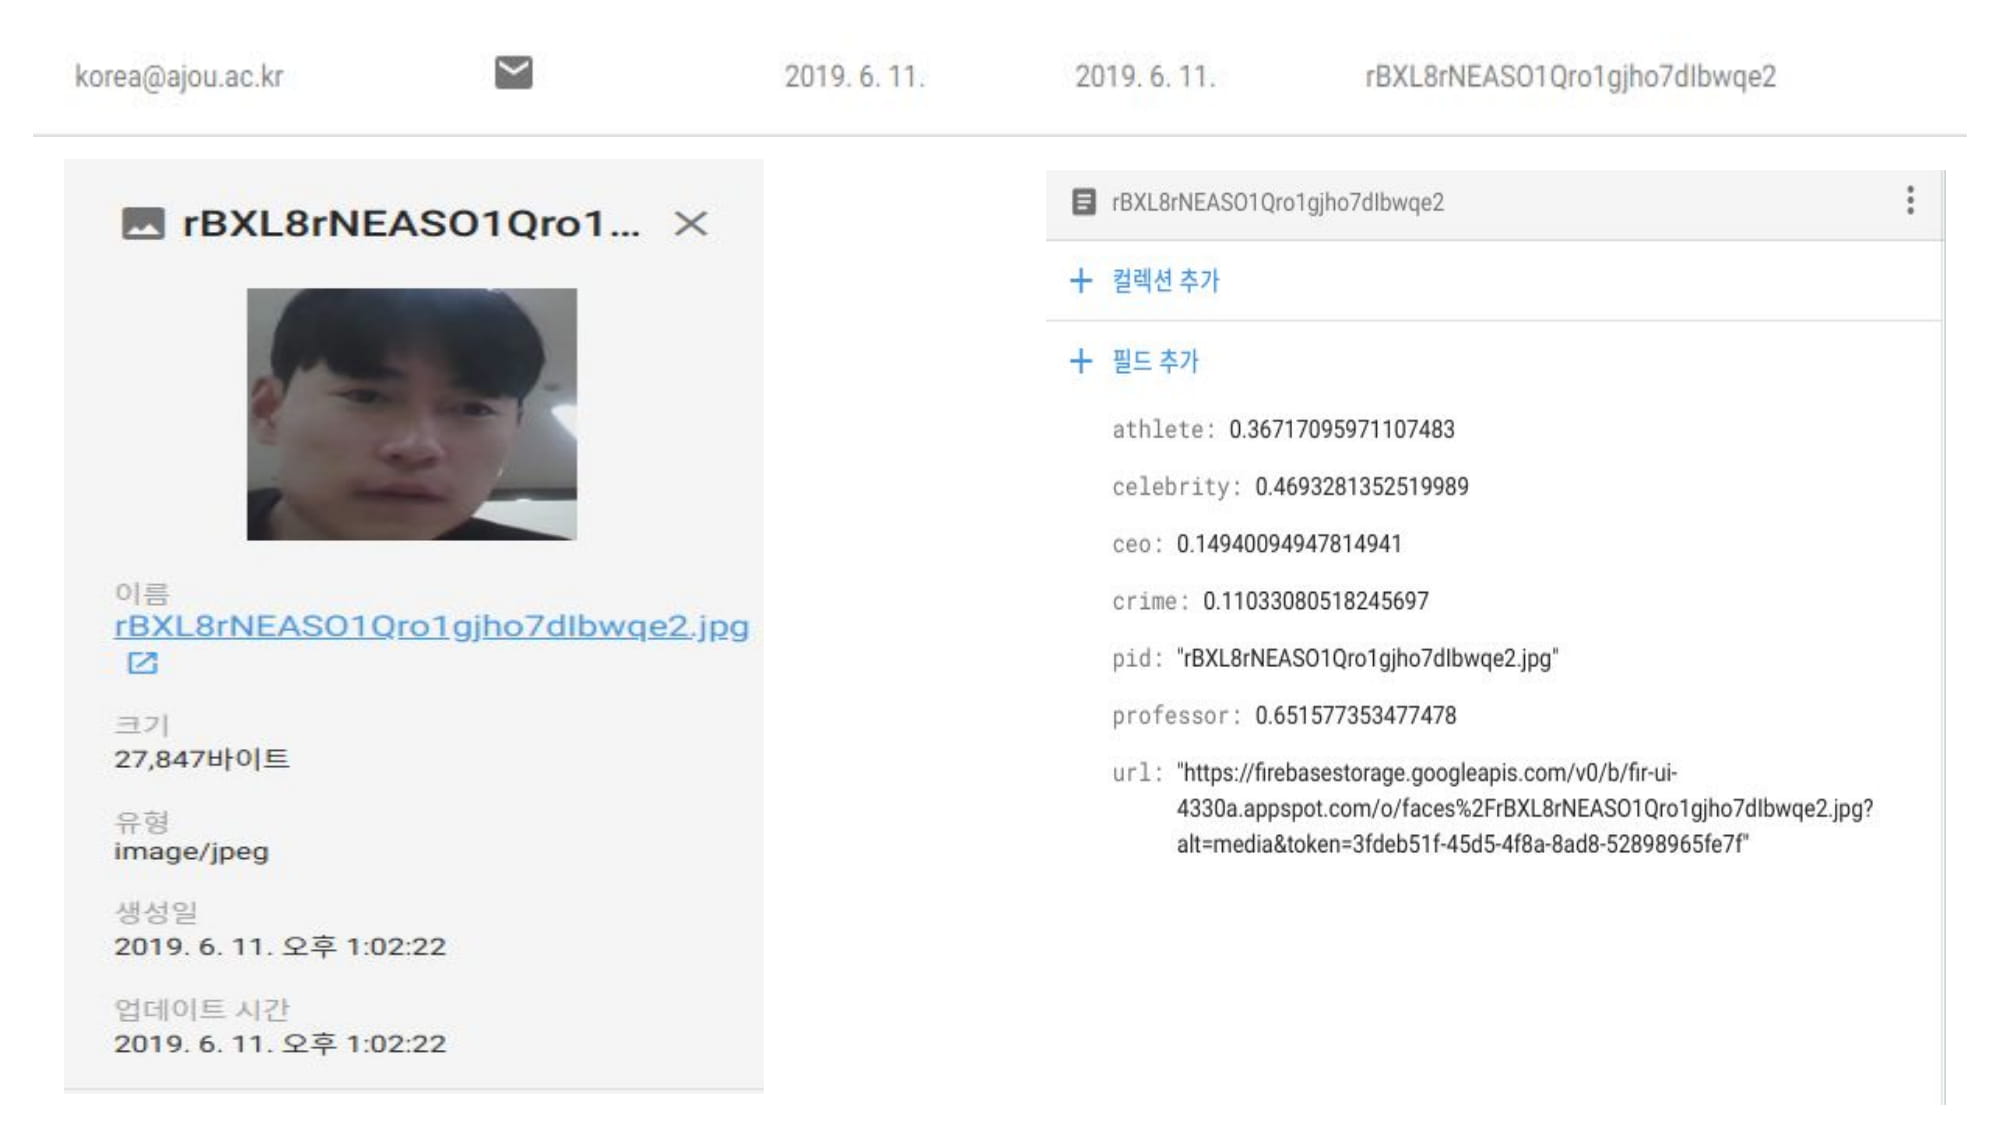 korea@ajou.ac.kr 2019. 6. 11. 2019. 6. 11. rBXL8rNEASO1Qro1gjho7dIbwqe2
rBXL8rNEASO1Qro1...
이름
rBXL8rNEASO1Qro1gjho7dIbwqe2.jpg
크기
27,847바이트
유형
image/jpeg
생성일
2019. 6. 11. 오후 1:02:22
업데이트 시간
2019. 6. 11. 오후 1:02:22
rBXL8rNEASO1Qro1gjho7dIbwqe2
+ 컬렉션 추가
+ 필드 추가
athlete: 0.36717095971107483
celebrity: 0.4693281352519989
ceo: 0.14940094947814941
crime: 0.11033080518245697
pid: "rBXL8rNEASO1Qro1gjho7dIbwqe2.jpg"
professor: 0.651577353477478
url: "https://firebasestorage.googleapis.com/v0/b/fir-ui-
4330a.appspot.com/o/faces%2FrBXL8rNEASO1Qro1gjho7dIbwqe2.jpg?
alt=media&token=3fdeb51f-45d5-4f8a-8ad8-52898965fe7f"